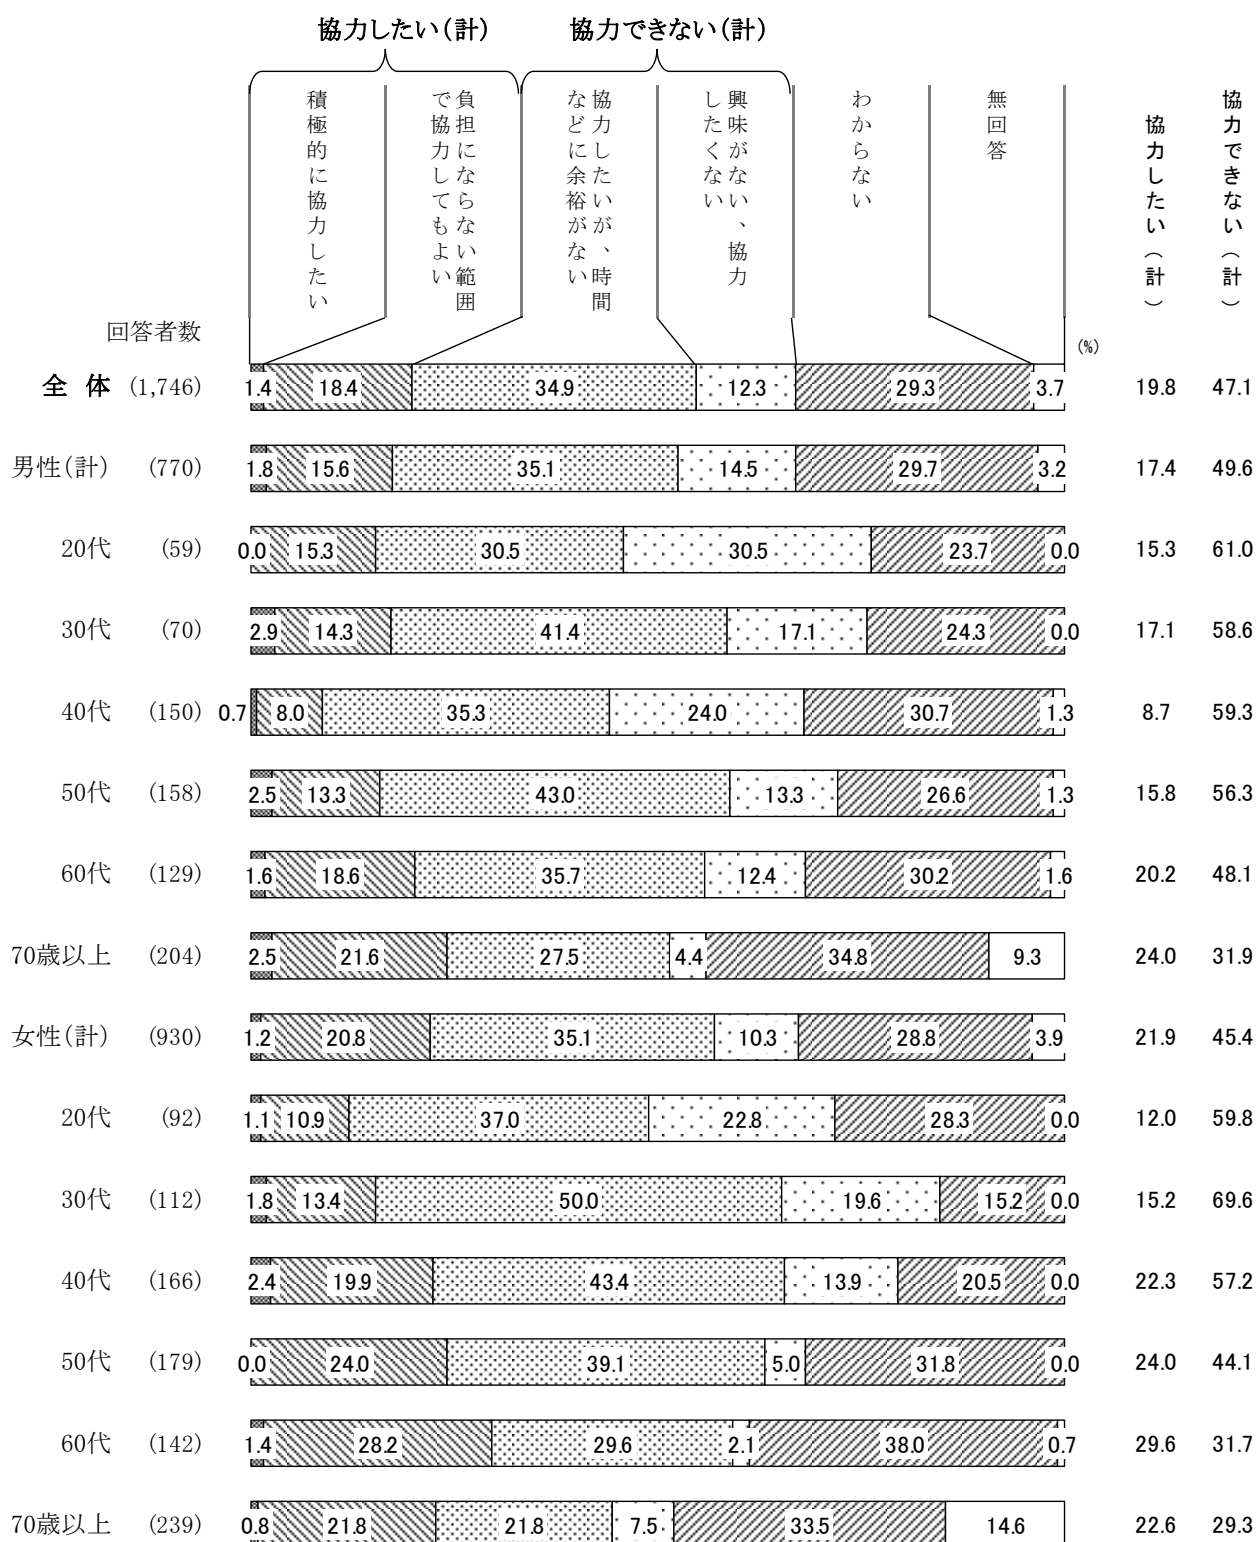 協力したい(計) 協力できない(計)
積極的に協力したい
負担にならない範囲
で協力してもよい
協力したいが、時間
などに余裕がない
興味がない、協力
したくない
わからない
無回答
協力したい(計)
協力できない(計)
回答者数
(%)
全 体 (1,746) 1.4 18.4 34.9 12.3 29.3 3.7 19.8 47.1
男性(計) (770) 1.8 15.6 35.1 14.5 29.7 3.2 17.4 49.6
20代 (59) 0.0 15.3 30.5 30.5 23.7 0.0 15.3 61.0
30代 (70) 2.9 14.3 41.4 17.1 24.3 0.0 17.1 58.6
40代 (150) 0.7 8.0 35.3 24.0 30.7 1.3 8.7 59.3
50代 (158) 2.5 13.3 43.0 13.3 26.6 1.3 15.8 56.3
60代 (129) 1.6 18.6 35.7 12.4 30.2 1.6 20.2 48.1
70歳以上 (204) 2.5 21.6 27.5 4.4 34.8 9.3 24.0 31.9
女性(計) (930) 1.2 20.8 35.1 10.3 28.8 3.9 21.9 45.4
20代 (92) 1.1 10.9 37.0 22.8 28.3 0.0 12.0 59.8
30代 (112) 1.8 13.4 50.0 19.6 15.2 0.0 15.2 69.6
40代 (166) 2.4 19.9 43.4 13.9 20.5 0.0 22.3 57.2
50代 (179) 0.0 24.0 39.1 5.0 31.8 0.0 24.0 44.1
60代 (142) 1.4 28.2 29.6 2.1 38.0 0.7 29.6 31.7
70歳以上 (239) 0.8 21.8 21.8 7.5 33.5 14.6 22.6 29.3